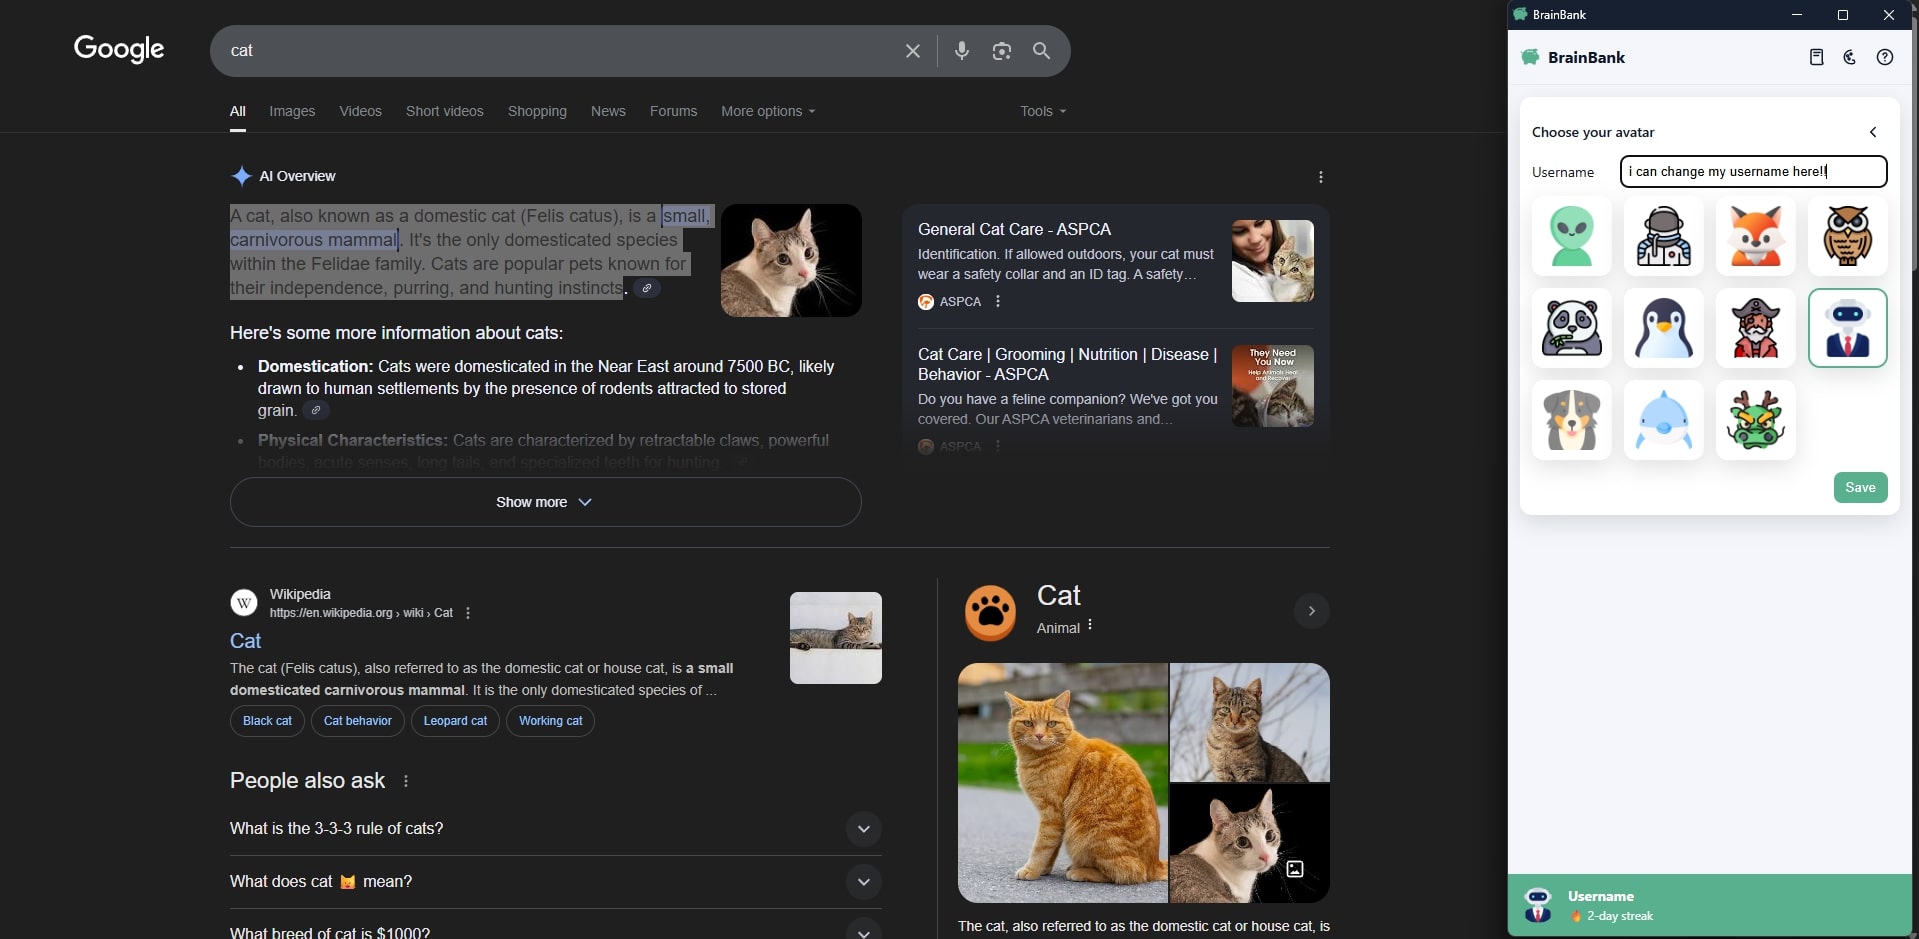 Google
cat
All Images Videos Short videos Shopping News Forums More options Tools
AI Overview
A cat, also known as a domestic cat (Felis catus), is a small,
carnivorous mammal. It's the only domesticated species
within the Felidae family. Cats are popular pets known for
their independence, purring, and hunting instincts.
Here's some more information about cats:
• Domestication: Cats were domesticated in the Near East around 7500 BC, likely
drawn to human settlements by the presence of rodents attracted to stored
grain.
• Physical Characteristics: Cats are characterized by retractable claws, powerful
bodies, acute senses, long tails, and specialized teeth for hunting.
Show more
General Cat Care - ASPCA
Identification. If allowed outdoors, your cat must
wear a safety collar and an ID tag. A safety...
ASPCA
Cat Care | Grooming | Nutrition | Disease |
Behavior - ASPCA
Do you have a feline companion? We've got you
covered. Our ASPCA veterinarians and...
ASPCA
They Need
You Now
Help Animals Heal
and Recover
W
Wikipedia
https://en.wikipedia.org › wiki › Cat
Cat
The cat (Felis catus), also referred to as the domestic cat or house cat, is a small
domesticated carnivorous mammal. It is the only domesticated species of ...
Black cat
Cat behavior
Leopard cat
Working cat
People also ask
What is the 3-3-3 rule of cats?
What does cat 😺 mean?
What breed of cat is $1000?
Cat
Animal
The cat, also referred to as the domestic cat or house cat, is
BrainBank
BrainBank
Choose your avatar
Username
i can change my username here!!
Save
Username
🔥 2-day streak